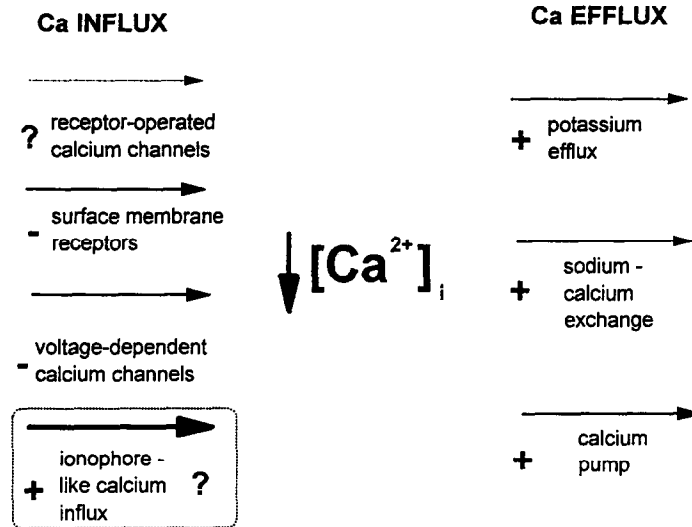 Ca INFLUX
? receptor-operated
calcium channels
- surface membrane
receptors
- voltage-dependent
calcium channels
+ ionophore -
like calcium ?
influx
↓[Ca²⁺]ᵢ
Ca EFFLUX
+ potassium
efflux
+ sodium -
calcium
exchange
+ calcium
pump